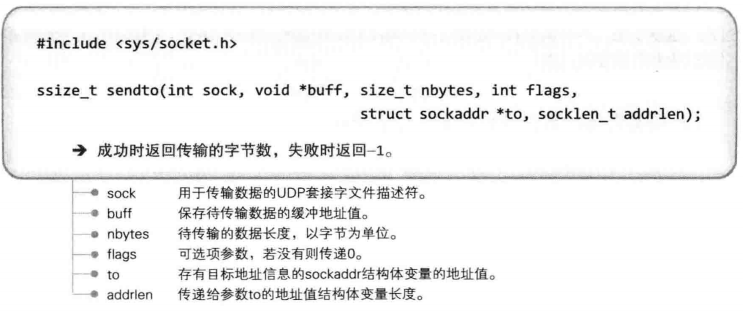 #include <sys/socket.h>
ssize_t sendto(int sock, void *buff, size_t nbytes, int flags,
struct sockaddr *to, socklen_t addrlen);
➔ 成功时返回传输的字节数，失败时返回–1。
sock 用于传输数据的UDP套接字文件描述符。
buff 保存待传输数据的缓冲地址值。
nbytes 待传输的数据长度，以字节为单位。
flags 可选项参数，若没有则传递0。
to 存有目标地址信息的sockaddr结构体变量的地址值。
addrlen 传递给参数to的地址值结构体变量长度。